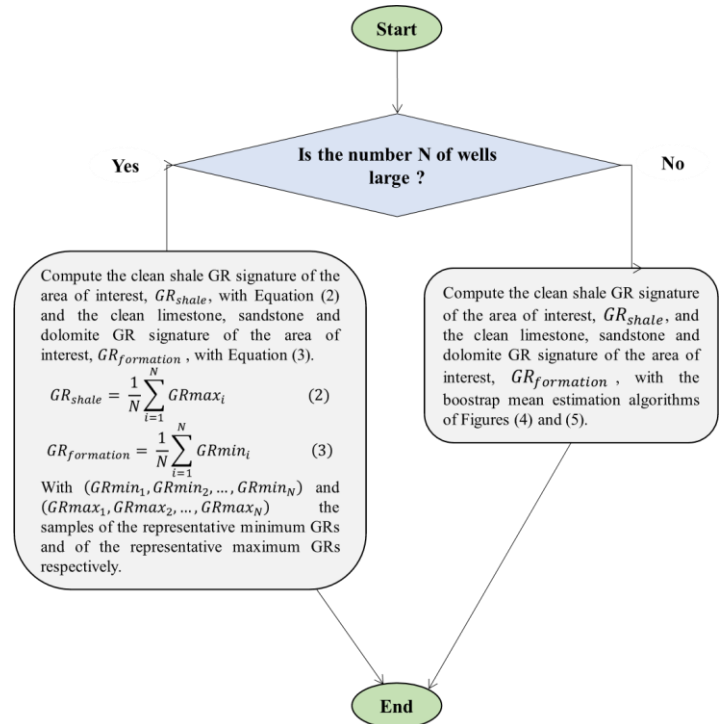 Start
Is the number N of wells
large ?
Yes
No
Compute the clean shale GR signature of the
area of interest, GR_shale, with Equation (2)
and the clean limestone, sandstone and
dolomite GR signature of the area of
interest, GR_formation , with Equation (3).
GR_shale = 1/N ∑_{i=1}^{N} GRmax_i (2)
GR_formation = 1/N ∑_{i=1}^{N} GRmin_i (3)
With (GRmin_1, GRmin_2, ..., GRmin_N) and
(GRmax_1, GRmax_2, ..., GRmax_N) the
samples of the representative minimum GRs
and of the representative maximum GRs
respectively.
Compute the clean shale GR signature
of the area of interest, GR_shale, and
the clean limestone, sandstone and
dolomite GR signature of the area of
interest, GR_formation , with the
boostrap mean estimation algorithms
of Figures (4) and (5).
End